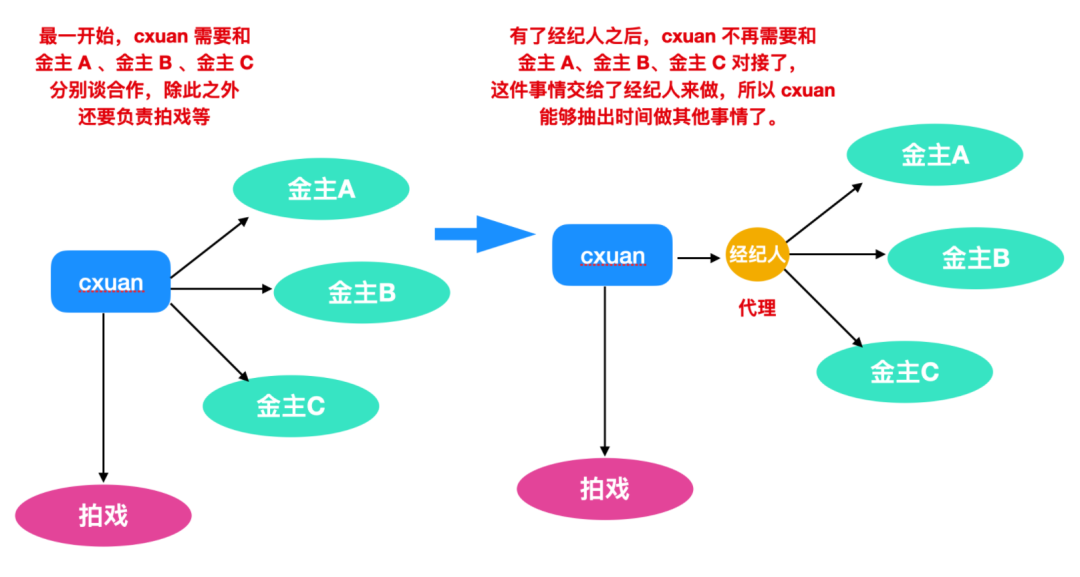 最一开始，cxuan 需要和
金主 A 、金主 B 、金主 C
分别谈合作，除此之外
还要负责拍戏等
金主A
cxuan
金主B
金主C
拍戏
有了经纪人之后，cxuan 不再需要和
金主 A、金主 B、金主 C 对接了，
这件事情交给了经纪人来做，所以 cxuan
能够抽出时间做其他事情了。
金主A
cxuan
经纪人
金主B
代理
金主C
拍戏